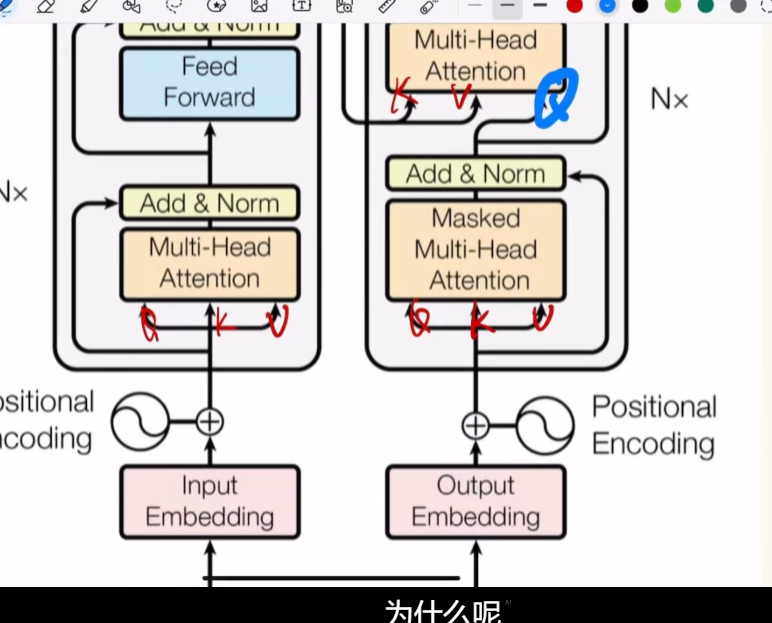 Add & Norm
Feed
Forward
Nx
Add & Norm
Multi-Head
Attention
Q K V
ositional
ncoding
Input
Embedding
Multi-Head
Attention
K V Q
Nx
Add & Norm
Masked
Multi-Head
Attention
Q K V
Positional
Encoding
Output
Embedding
为什么呢
AI